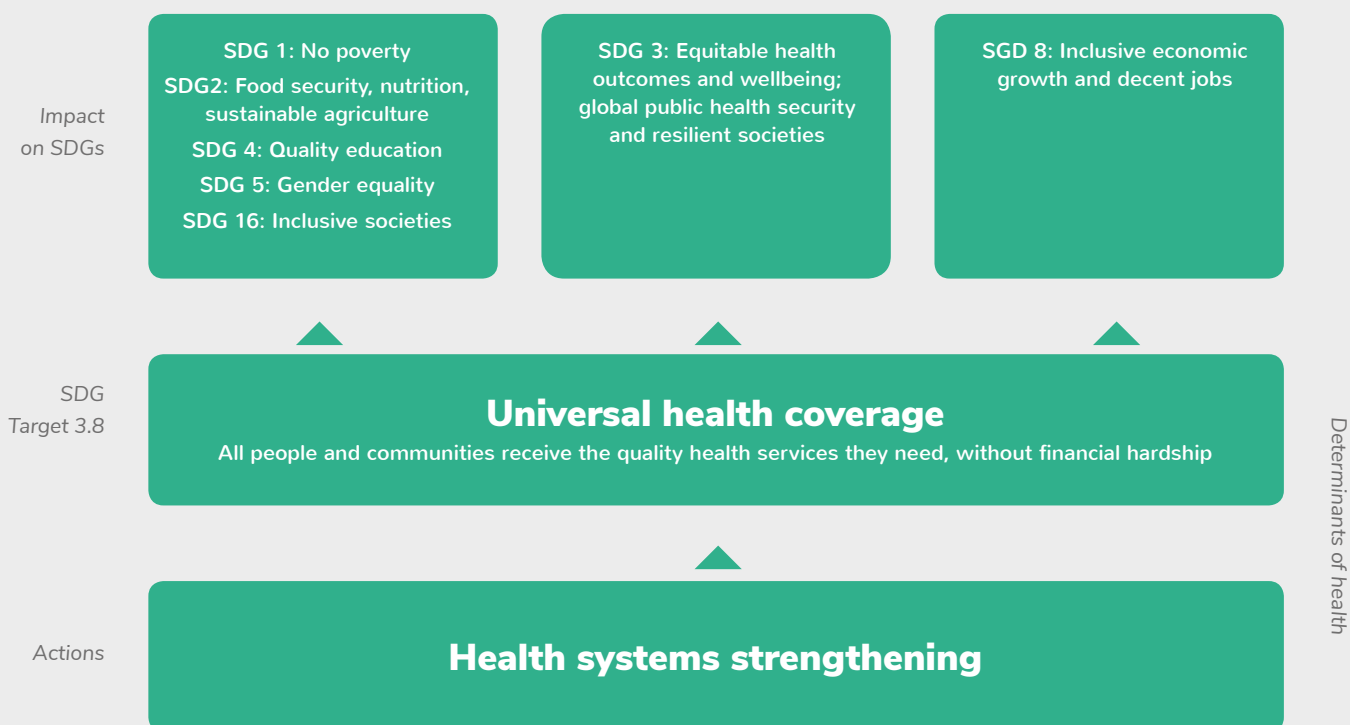 Impact
on SDGs
SDG 1: No poverty
SDG2: Food security, nutrition,
sustainable agriculture
SDG 4: Quality education
SDG 5: Gender equality
SDG 16: Inclusive societies
SDG 3: Equitable health
outcomes and wellbeing;
global public health security
and resilient societies
SGD 8: Inclusive economic
growth and decent jobs
SDG
Target 3.8
Universal health coverage
All people and communities receive the quality health services they need, without financial hardship
Determinants of health
Actions
Health systems strengthening